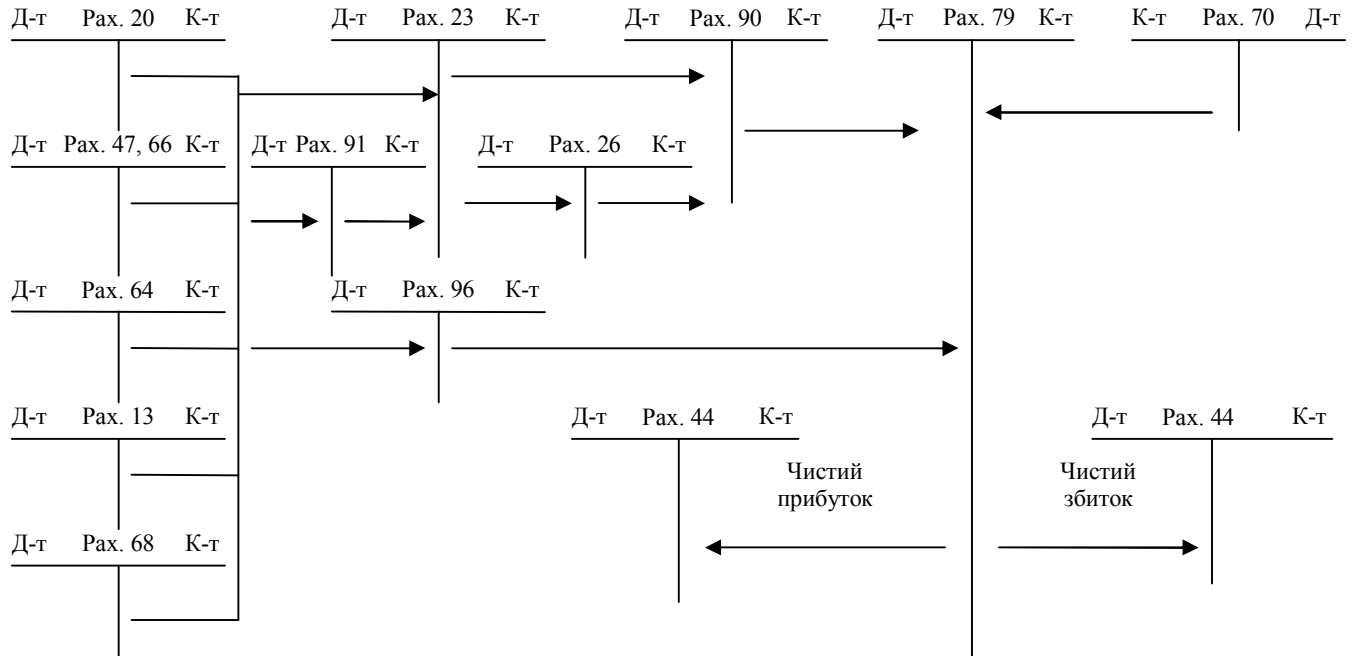 Д-т Рах. 20 К-т Д-т Рах. 23 К-т Д-т Рах. 90 К-т Д-т Рах. 79 К-т К-т Рах. 70 Д-т
Д-т Рах. 47, 66 К-т Д-т Рах. 91 К-т Д-т Рах. 26 К-т
Д-т Рах. 64 К-т Д-т Рах. 96 К-т
Д-т Рах. 13 К-т Д-т Рах. 44 К-т Д-т Рах. 44 К-т
Чистий Чистий
прибуток збиток
Д-т Рах. 68 К-т